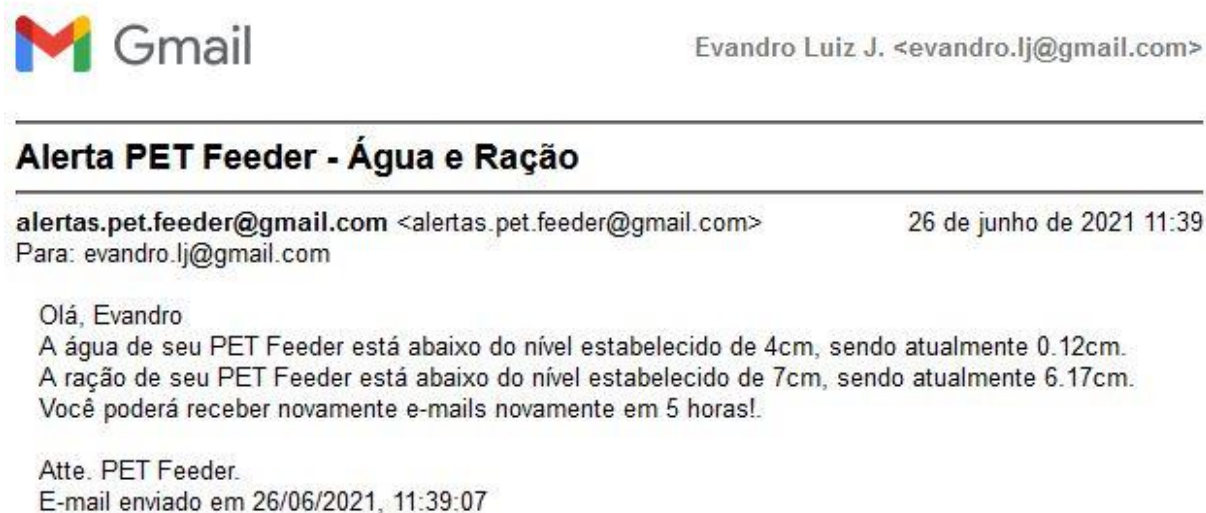 Gmail
Evandro Luiz J. <evandro.lj@gmail.com>
Alerta PET Feeder - Água e Ração
alertas.pet.feeder@gmail.com <alertas.pet.feeder@gmail.com> 26 de junho de 2021 11:39
Para: evandro.lj@gmail.com
Olá, Evandro
A água de seu PET Feeder está abaixo do nível estabelecido de 4cm, sendo atualmente 0.12cm.
A ração de seu PET Feeder está abaixo do nível estabelecido de 7cm, sendo atualmente 6.17cm.
Você poderá receber novamente e-mails novamente em 5 horas!.
Atte. PET Feeder.
E-mail enviado em 26/06/2021, 11:39:07